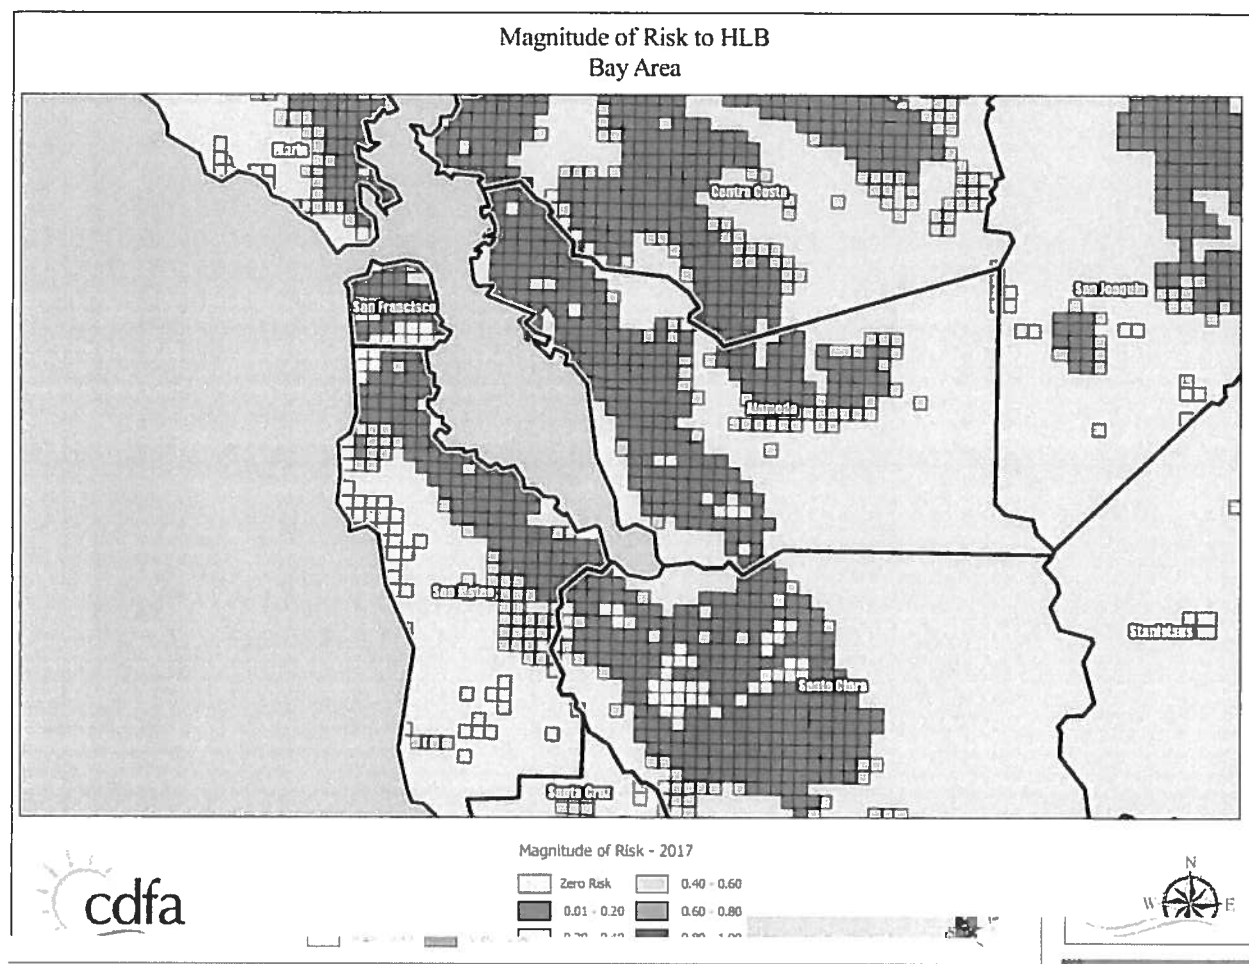 Magnitude of Risk to HLB
Bay Area
Marin
Contra Costa
San Francisco
San Joaquin
Alameda
San Mateo
Stanislaus
Santa Clara
Santa Cruz
Magnitude of Risk - 2017
Zero Risk
0.40 - 0.60
0.01 - 0.20
0.60 - 0.80
cdfa
N
W
E